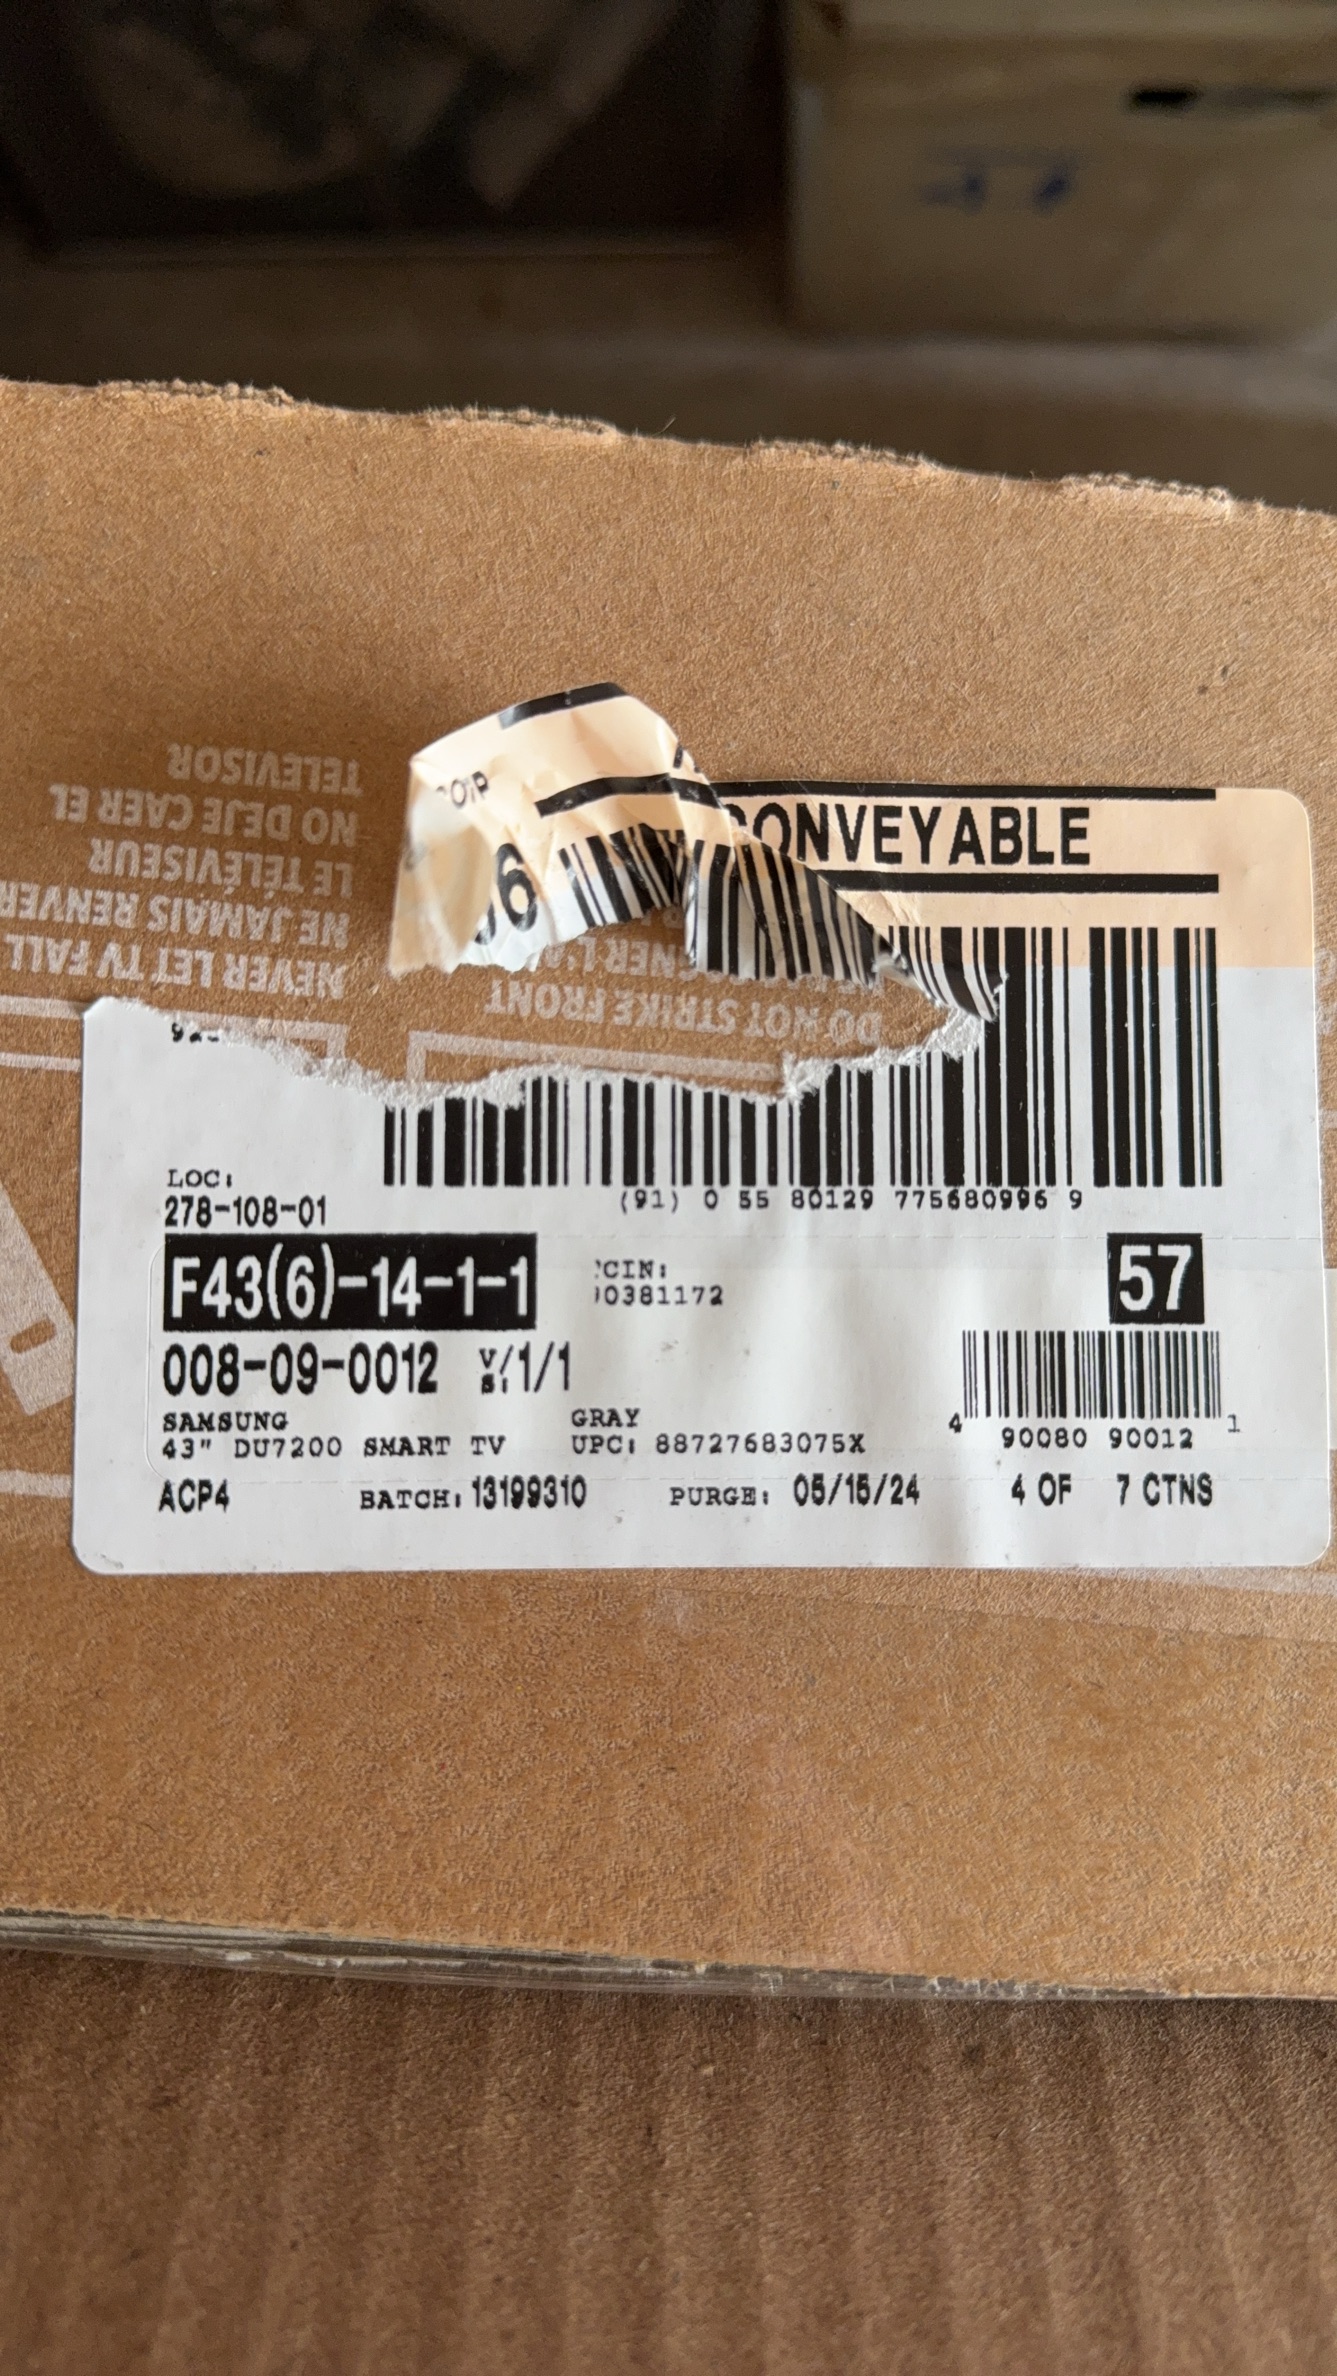 TELEVISOR
NO DEJE CAER EL
LE TÉLÉVISEUR
NE JAMAIS RENVER
NEVER LET TV FALL
DO NOT STRIKE FRONT
CONVEYABLE
LOC:
278-108-01
(91) 0 55 80129 775680996 9
F43(6)-14-1-1
CIN:
0381172
57
008-09-0012 V/S: 1/1
SAMSUNG GRAY
43" DU7200 SMART TV UPC: 88727683075X
4 90080 90012 1
ACP4 BATCH: 13199310 PURGE: 05/15/24 4 OF 7 CTNS